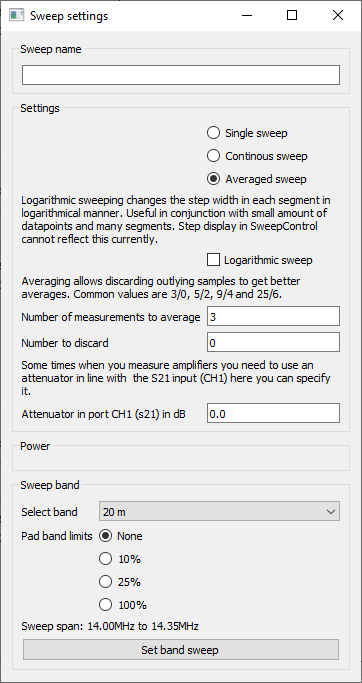 Sweep settings
Sweep name
Settings
Single sweep
Continous sweep
Averaged sweep
Logarithmic sweeping changes the step width in each segment in
logarithmical manner. Useful in conjunction with small amount of
datapoints and many segments. Step display in SweepControl
cannot reflect this currently.
Logarithmic sweep
Averaging allows discarding outlying samples to get better
averages. Common values are 3/0, 5/2, 9/4 and 25/6.
Number of measurements to average 3
Number to discard 0
Some times when you measure amplifiers you need to use an
attenuator in line with the S21 input (CH1) here you can specify
it.
Attenuator in port CH1 (s21) in dB 0.0
Power
Sweep band
Select band 20 m
Pad band limits None
10%
25%
100%
Sweep span: 14.00MHz to 14.35MHz
Set band sweep